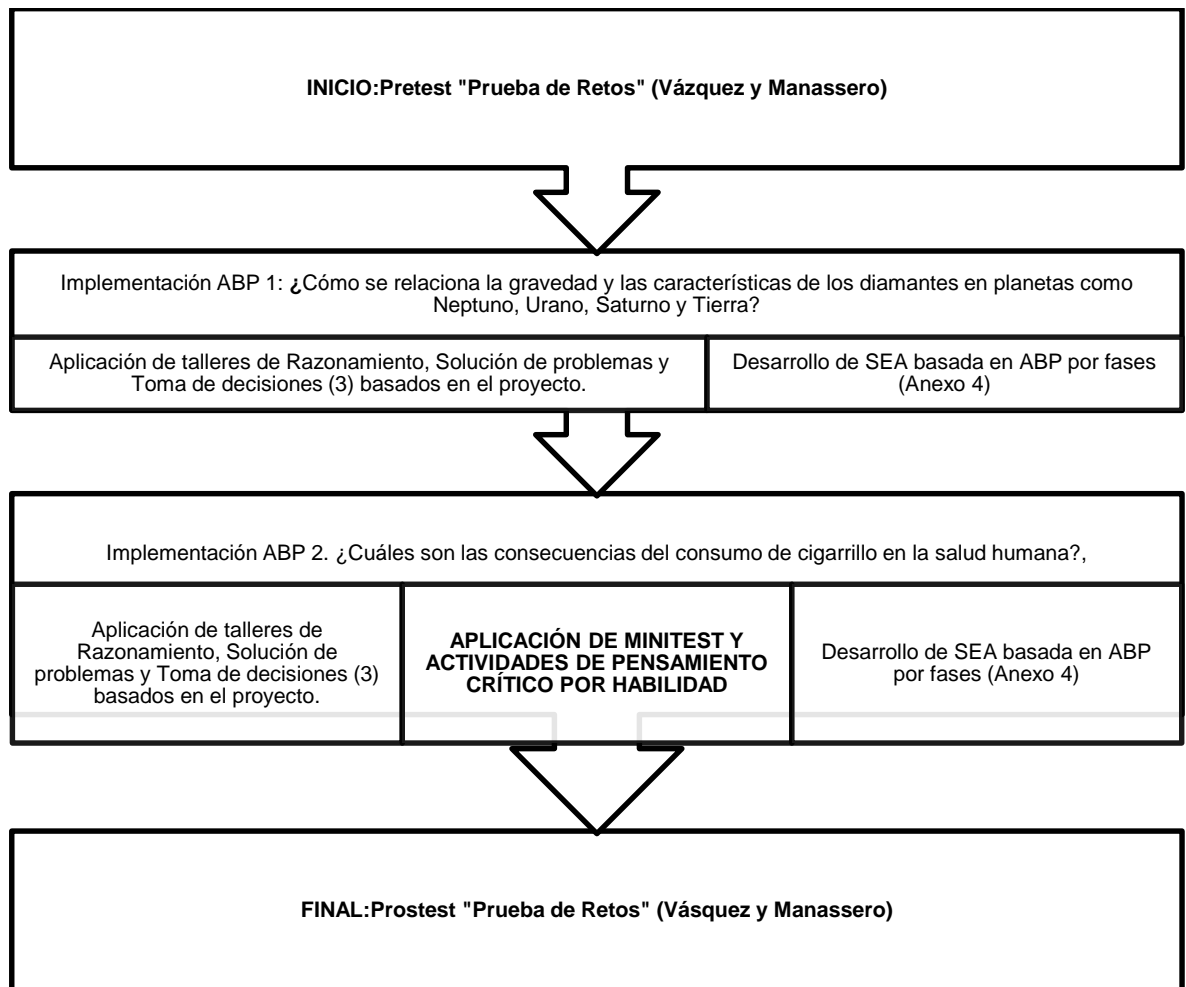 INICIO:Pretest "Prueba de Retos" (Vázquez y Manassero)
Implementación ABP 1: ¿Cómo se relaciona la gravedad y las características de los diamantes en planetas como
Neptuno, Urano, Saturno y Tierra?
Aplicación de talleres de Razonamiento, Solución de problemas y
Toma de decisiones (3) basados en el proyecto.
Desarrollo de SEA basada en ABP por fases
(Anexo 4)
Implementación ABP 2. ¿Cuáles son las consecuencias del consumo de cigarrillo en la salud humana?,
Aplicación de talleres de
Razonamiento, Solución de
problemas y Toma de decisiones (3)
basados en el proyecto.
APLICACIÓN DE MINITEST Y
ACTIVIDADES DE PENSAMIENTO
CRÍTICO POR HABILIDAD
Desarrollo de SEA basada en ABP
por fases (Anexo 4)
FINAL:Prostest "Prueba de Retos" (Vásquez y Manassero)